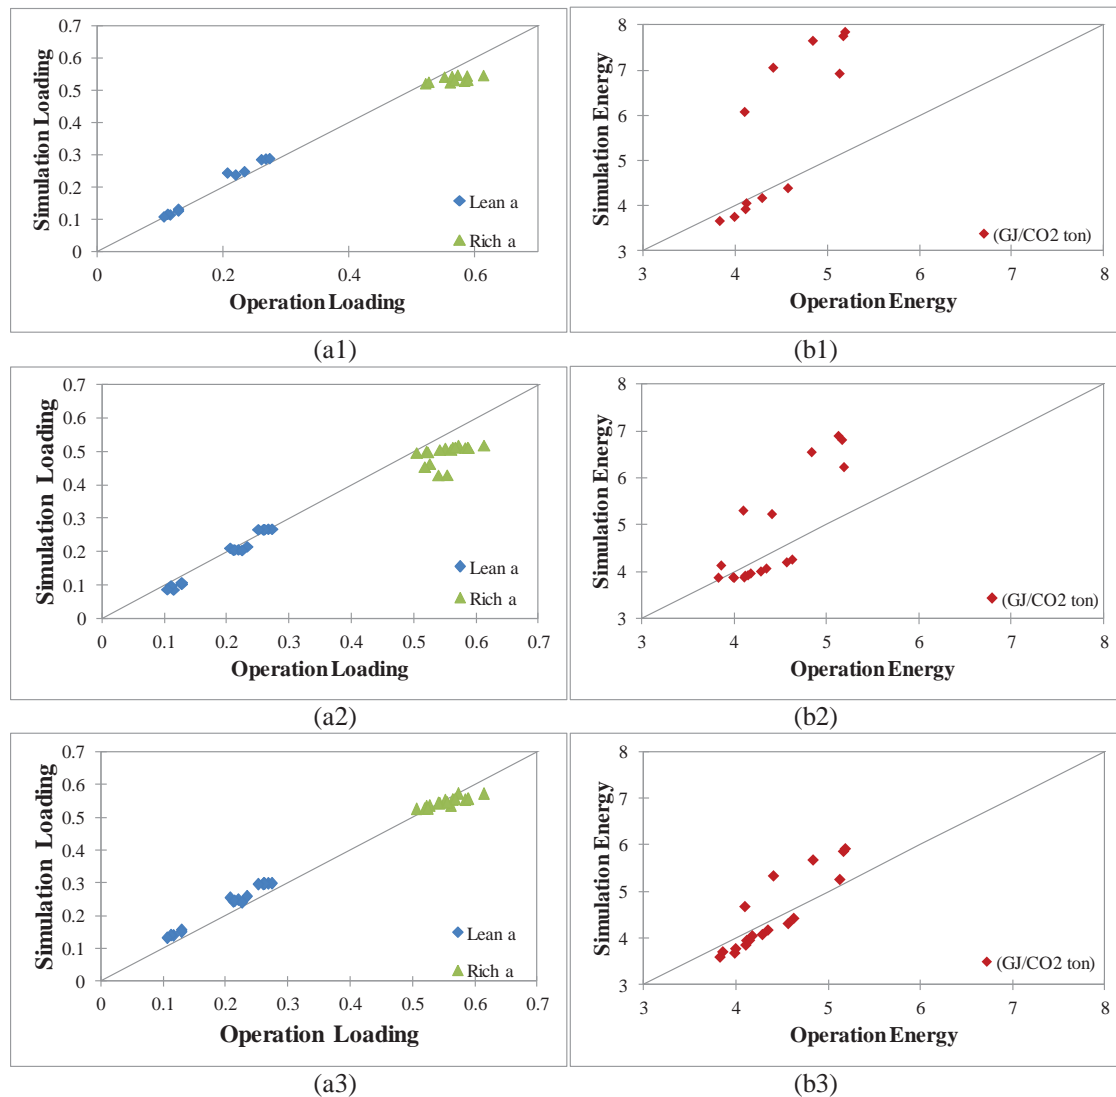 0.7
0.6
0.5
0.4
0.3
0.2
0.1
0
Simulation Loading
0
0.2
0.4
0.6
Operation Loading
Lean a
Rich a
(a1)
8
7
6
5
4
3
Simulation Energy
3
4
5
6
7
8
Operation Energy
(GJ/CO2 ton)
(b1)
0.7
0.6
0.5
0.4
0.3
0.2
0.1
0
Simulation Loading
0
0.1
0.2
0.3
0.4
0.5
0.6
0.7
Operation Loading
Lean a
Rich a
(a2)
8
7
6
5
4
3
Simulation Energy
3
4
5
6
7
8
Operation Energy
(GJ/CO2 ton)
(b2)
0.7
0.6
0.5
0.4
0.3
0.2
0.1
0
Simulation Loading
0
0.1
0.2
0.3
0.4
0.5
0.6
0.7
Operation Loading
Lean a
Rich a
(a3)
8
7
6
5
4
3
Simulation Energy
3
4
5
6
7
8
Operation Energy
(GJ/CO2 ton)
(b3)